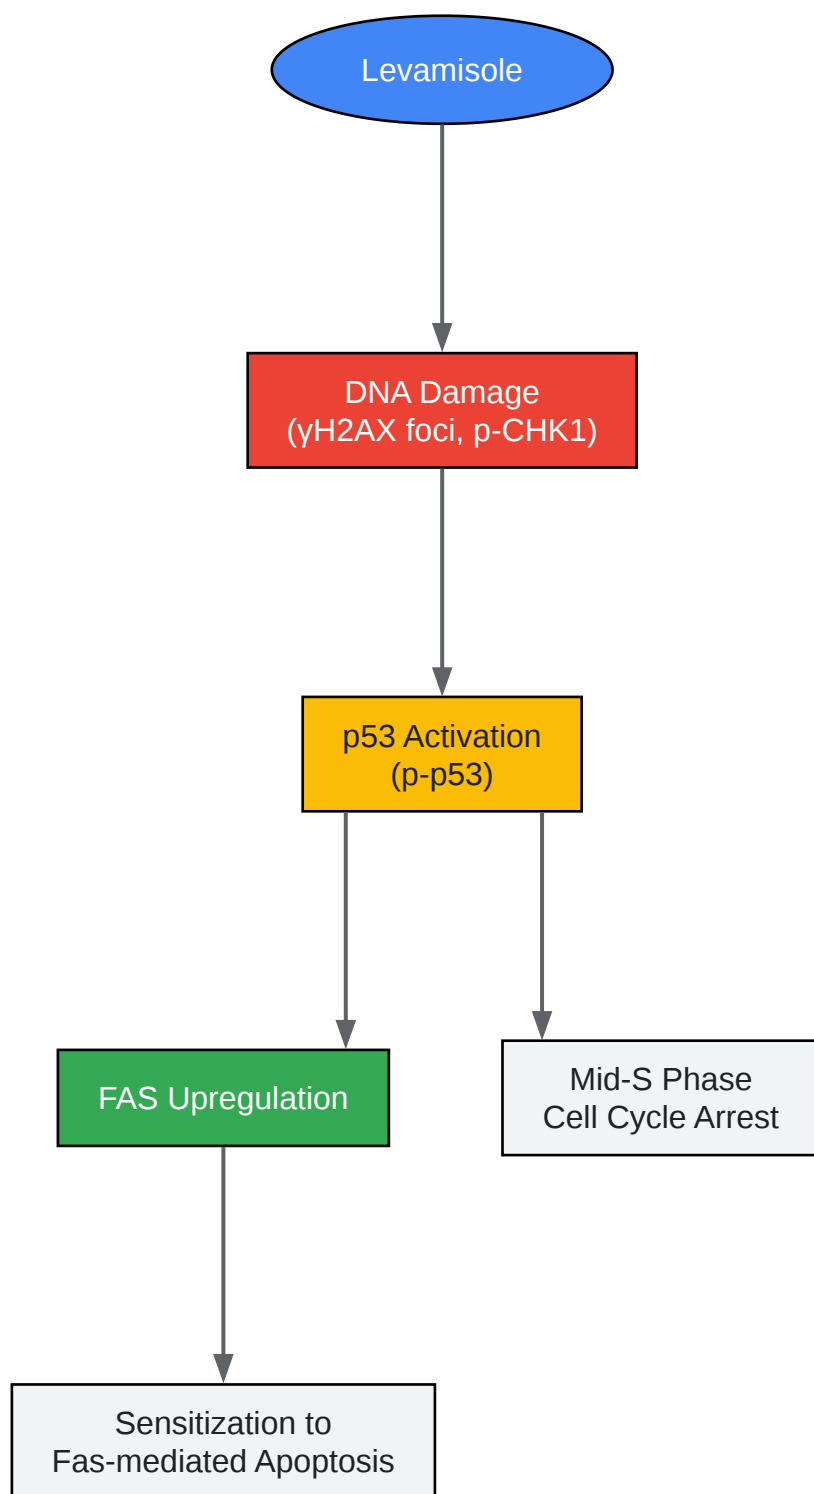 Levamisole
DNA Damage
(γH2AX foci, p-CHK1)
p53 Activation
(p-p53)
FAS Upregulation
Mid-S Phase
Cell Cycle Arrest
Sensitization to
Fas-mediated Apoptosis